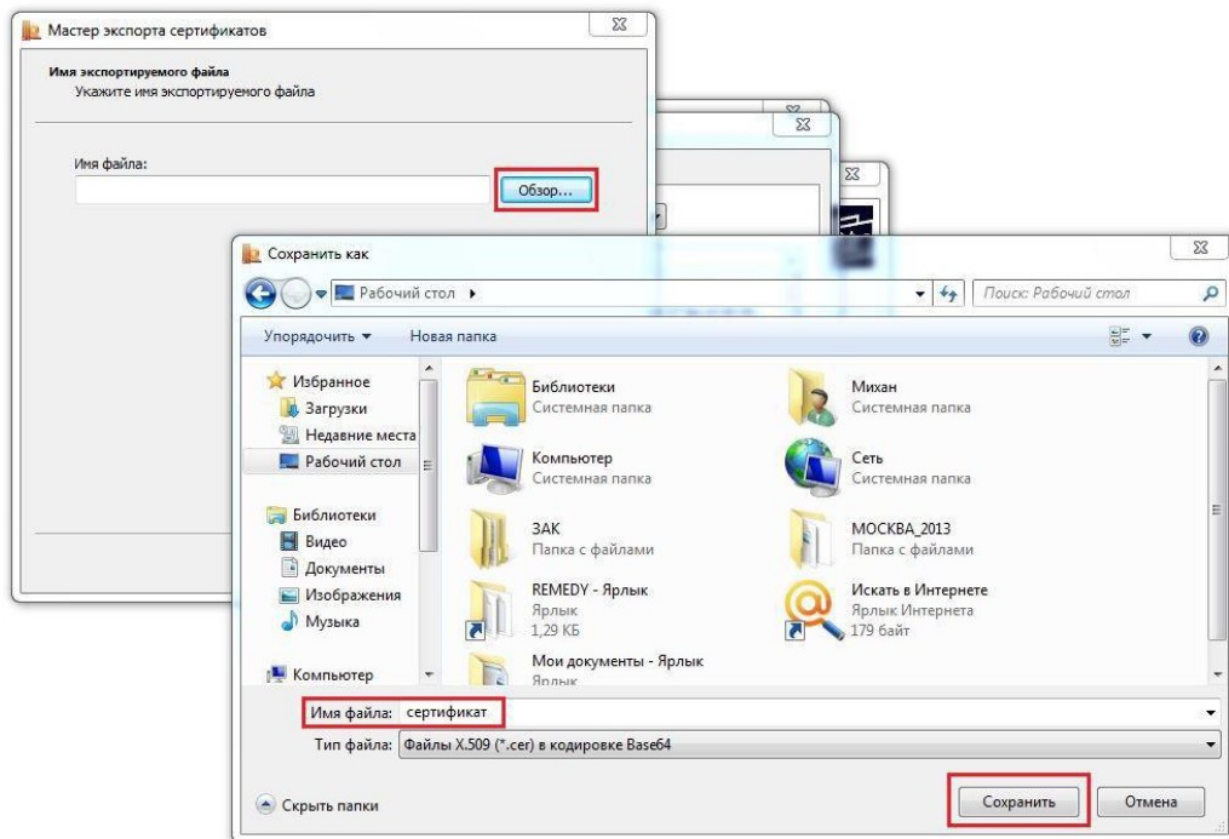 Мастер экспорта сертификатов
Имя экспортируемого файла
Укажите имя экспортируемого файла
Имя файла:
Обзор...
Сохранить как
Рабочий стол
Поиск: Рабочий стол
Упорядочить
Новая папка
Избранное
Загрузки
Недавние места
Рабочий стол
Библиотеки
Видео
Документы
Изображения
Музыка
Компьютер
Библиотеки
Системная папка
Михан
Системная папка
Компьютер
Системная папка
Сеть
Системная папка
ЗАК
Папка с файлами
МОСКВА_2013
Папка с файлами
REMEDY - Ярлык
Ярлык
1,29 КБ
Искать в Интернете
Ярлык Интернета
179 байт
Мои документы - Ярлык
Ярлык
Имя файла: сертификат
Тип файла: Файлы X.509 (*.cer) в кодировке Base64
Скрыть папки
Сохранить
Отмена